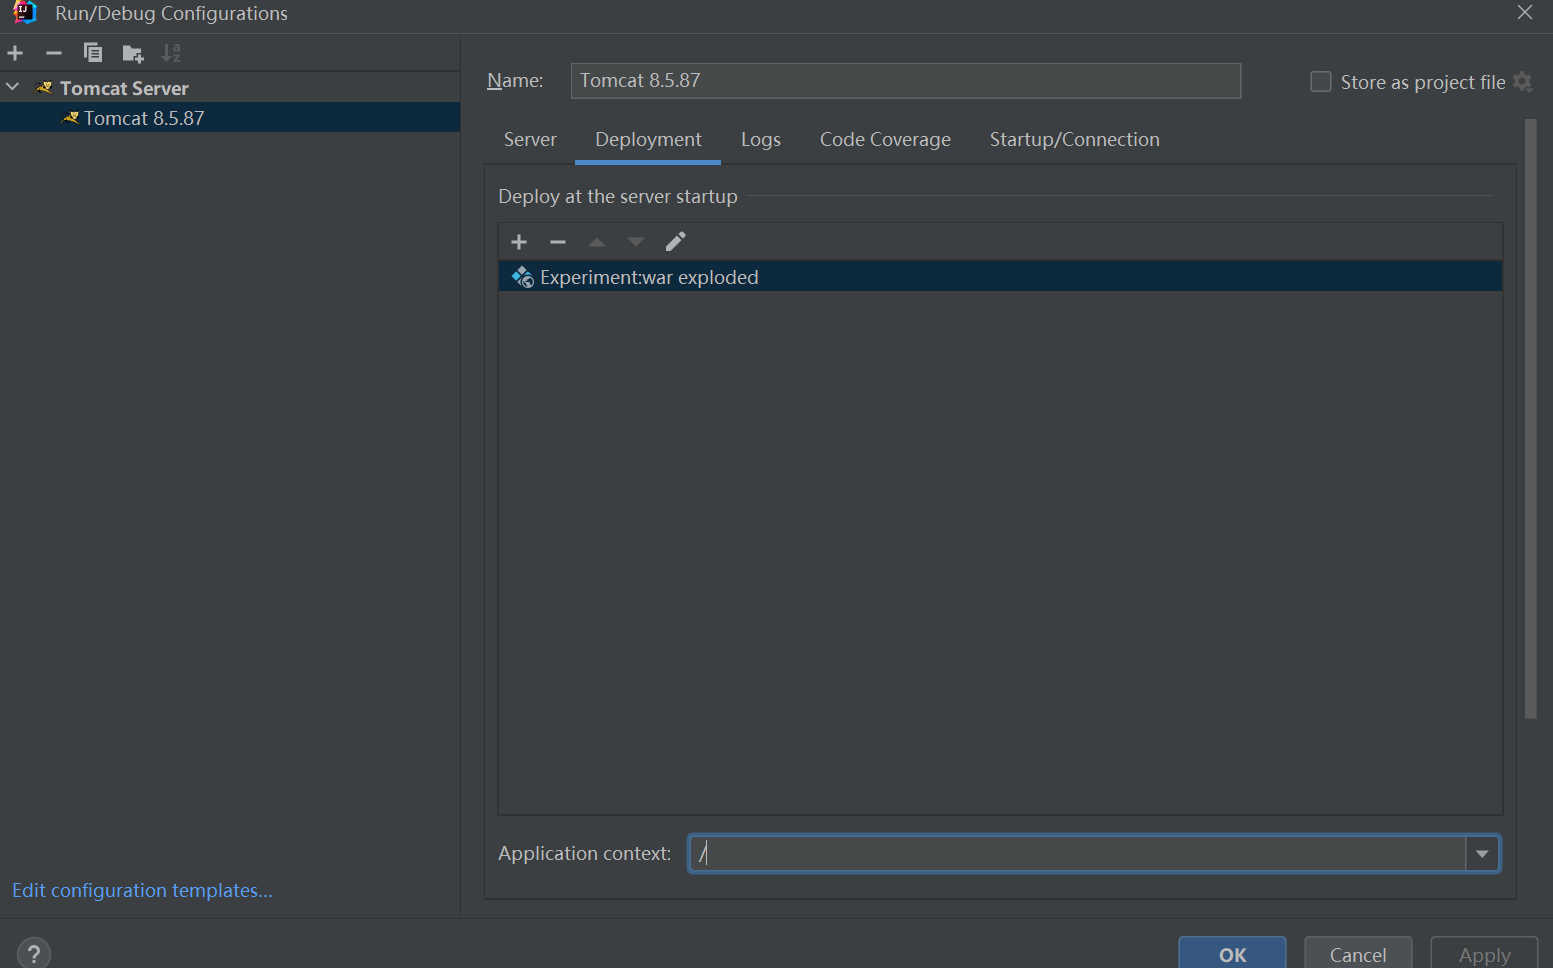 Run/Debug Configurations
Tomcat Server
Tomcat 8.5.87
Name: Tomcat 8.5.87 Store as project file
Server Deployment Logs Code Coverage Startup/Connection
Deploy at the server startup
Experiment:war exploded
Application context: /
Edit configuration templates...
? OK Cancel Apply